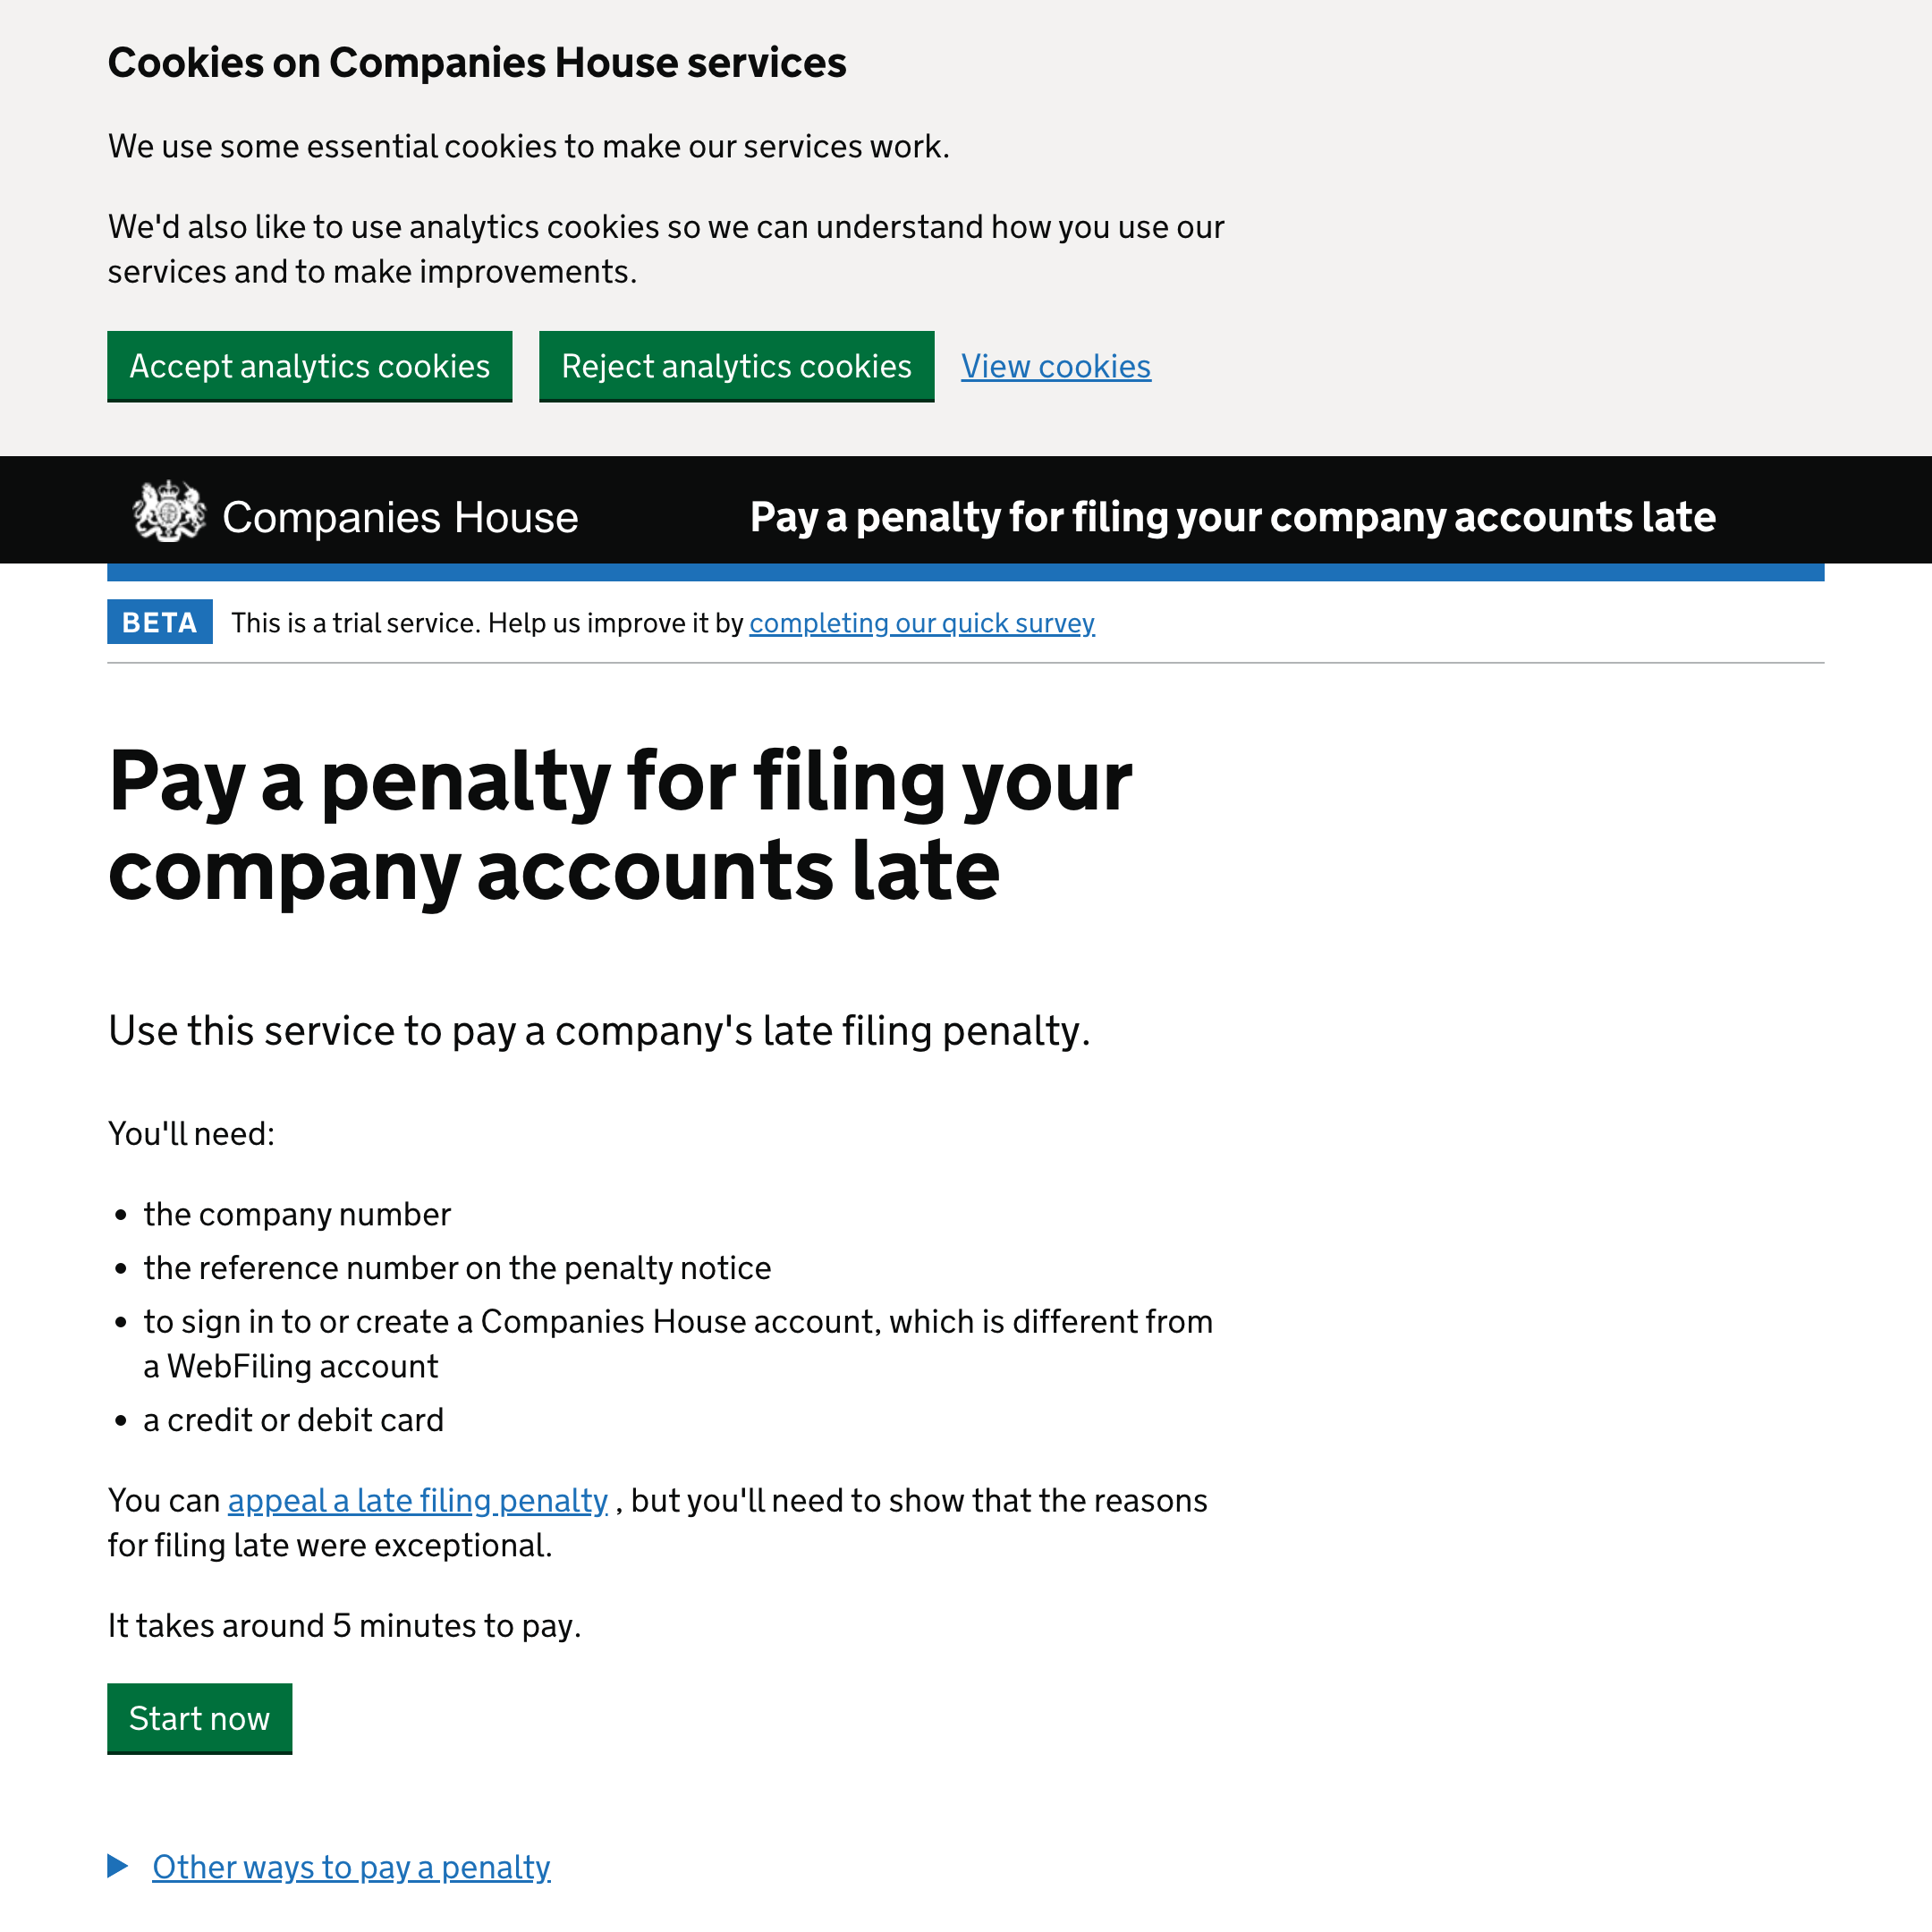 Cookies on Companies House services
We use some essential cookies to make our services work.
We'd also like to use analytics cookies so we can understand how you use our
services and to make improvements.
Accept analytics cookies
Reject analytics cookies
View cookies
Companies House
Pay a penalty for filing your company accounts late
BETA
This is a trial service. Help us improve it by completing our quick survey
Pay a penalty for filing your
company accounts late
Use this service to pay a company's late filing penalty.
You'll need:
• the company number
• the reference number on the penalty notice
• to sign in to or create a Companies House account, which is different from
a WebFiling account
• a credit or debit card
You can appeal a late filing penalty , but you'll need to show that the reasons
for filing late were exceptional.
It takes around 5 minutes to pay.
Start now
Other ways to pay a penalty